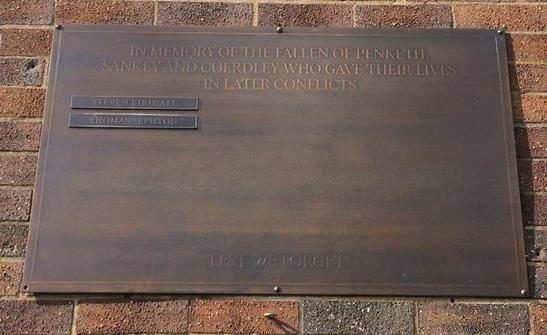 IN MEMORY OF THE FALLEN OF PENKETH,
SANKEY AND CUERDLEY WHO GAVE THEIR LIVES
IN LATER CONFLICTS
STEVEN BIRDSALL
THOMAS SEPHTON
"LEST WE FORGET"